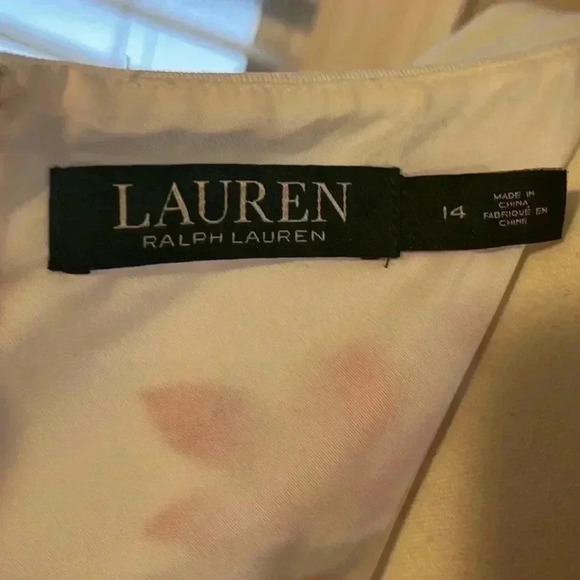 LAUREN
RALPH LAUREN
14
MADE IN
CHINA
FABRIQUÉ EN
CHINE